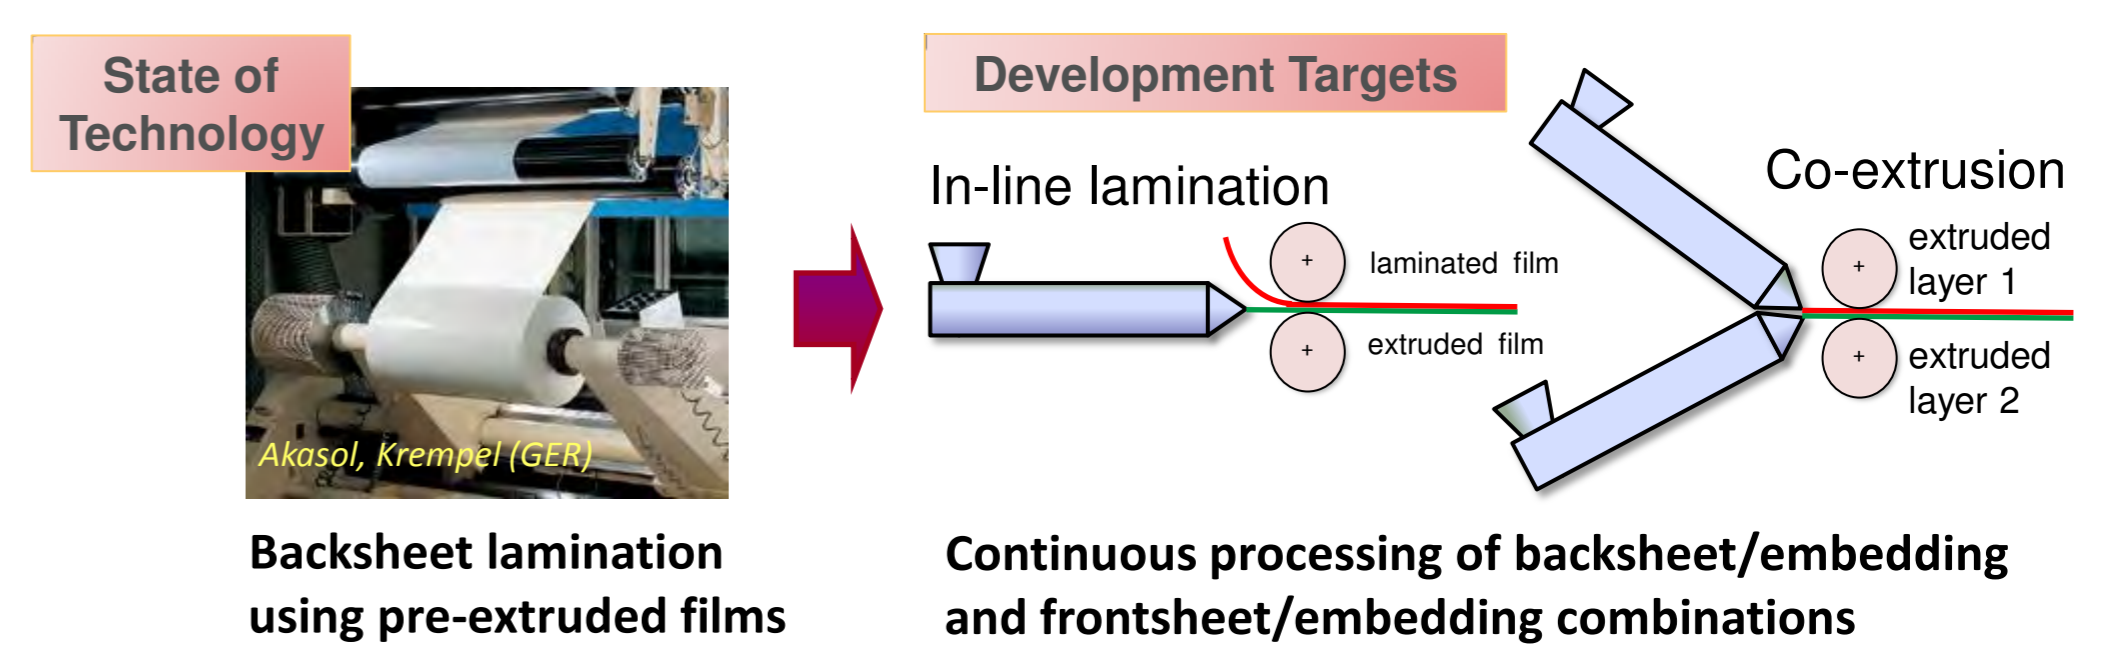 State of
Technology
Akasol, Krempel (GER)
Backsheet lamination
using pre-extruded films
Development Targets
In-line lamination
+
laminated film
+
extruded film
Co-extrusion
+
extruded
layer 1
+
extruded
layer 2
Continuous processing of backsheet/embedding
and frontsheet/embedding combinations